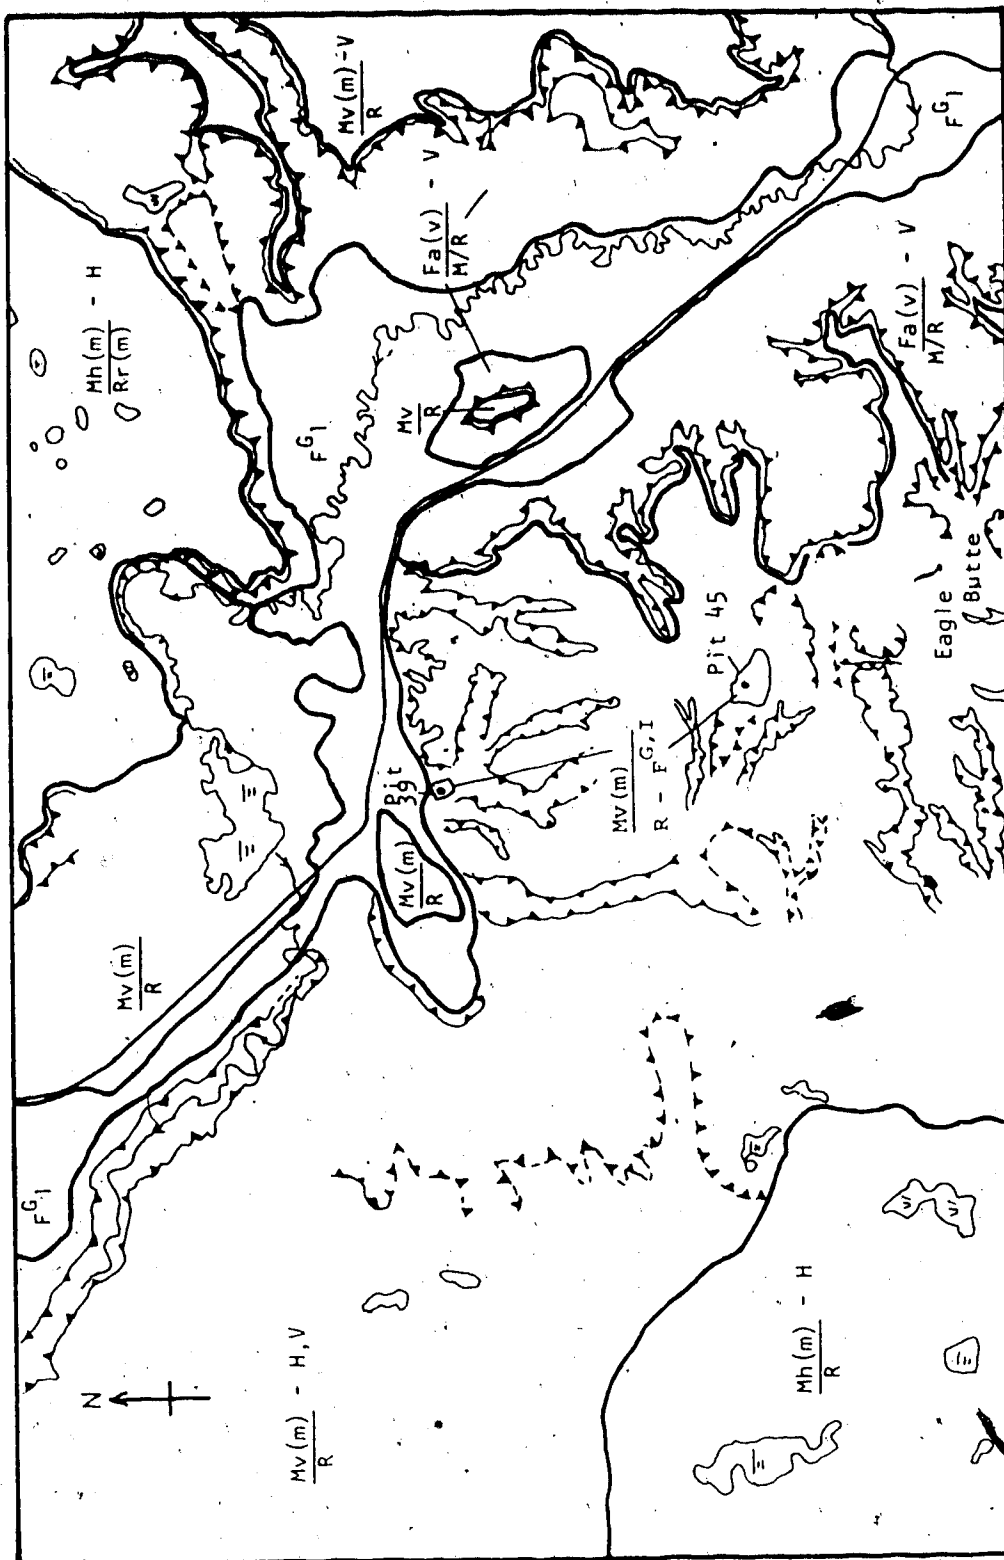 F^G_1
Mv(m)
R
Mh(m) - H
Rr(m)
N
Mv(m) - H,V
R
Mv(m)-V
R
F^G_1
Pit
39
Mv(m)
R
Mv
R
Fa(v) - V
M/R
Mv(m)
R - F^G,I
Pit 45
Mh(m) - H
R
Fa(v) - V
M/R
F^G_1
Eagle
Butte